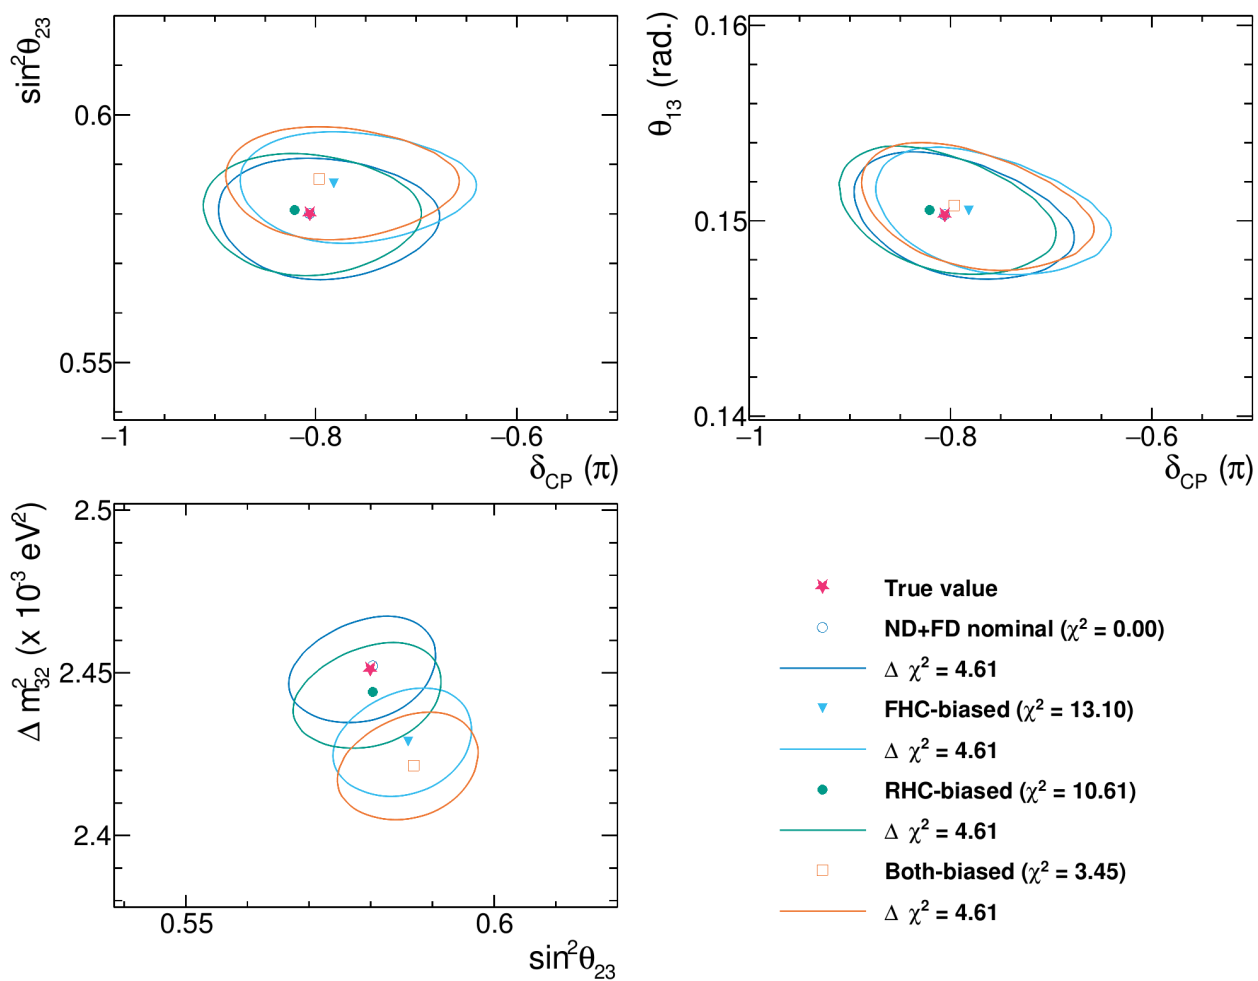 sin²θ₂₃
0.6
0.55
−1
−0.8
−0.6
δCP (π)
θ₁₃ (rad.)
0.16
0.15
0.14
−1
−0.8
−0.6
δCP (π)
Δ m²₃₂ (x 10⁻³ eV²)
2.5
2.45
2.4
0.55
0.6
sin²θ₂₃
True value
ND+FD nominal (χ² = 0.00)
Δ χ² = 4.61
FHC-biased (χ² = 13.10)
Δ χ² = 4.61
RHC-biased (χ² = 10.61)
Δ χ² = 4.61
Both-biased (χ² = 3.45)
Δ χ² = 4.61